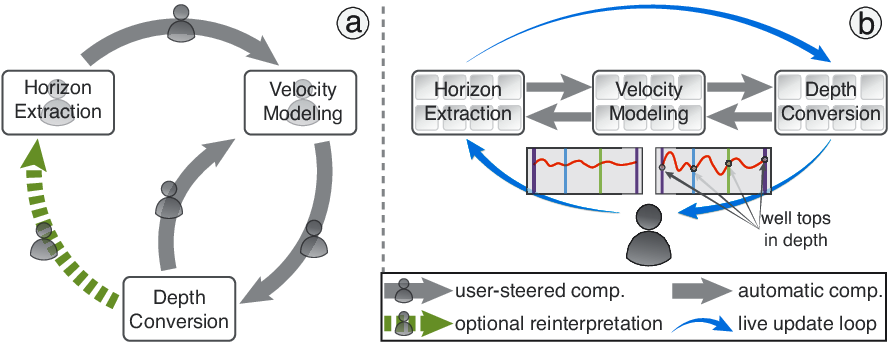 a
Horizon
Extraction
Velocity
Modeling
Depth
Conversion
b
Horizon
Extraction
Velocity
Modeling
Depth
Conversion
well tops
in depth
user-steered comp.
automatic comp.
optional reinterpretation
live update loop